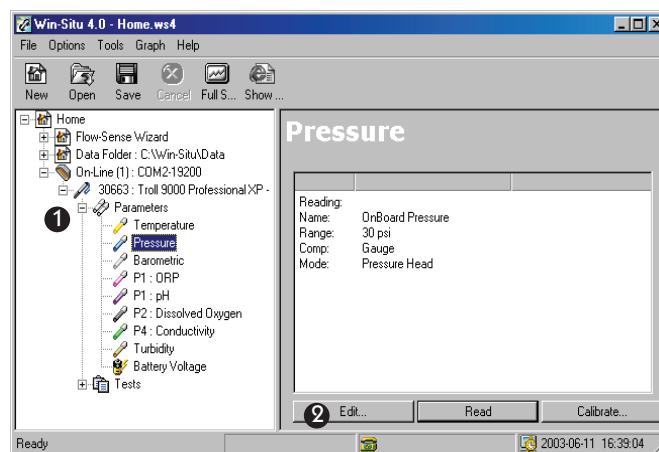 Win-Situ 4.0 - Home.ws4
File Options Tools Graph Help
New Open Save Cancel Full S... Show ...
Home
Flow-Sense Wizard
Data Folder : C:\Win-Situ\Data
On-Line (1) : COM2-19200
30663 : Troll 9000 Professional XP -
1
Parameters
Temperature
Pressure
Barometric
P1 : ORP
P1 : pH
P2 : Dissolved Oxygen
P4 : Conductivity
Turbidity
Battery Voltage
Tests
Pressure
Reading:
Name: OnBoard Pressure
Range: 30 psi
Comp: Gauge
Mode: Pressure Head
2 Edit... Read Calibrate...
Ready 2003-06-11 16:39:04